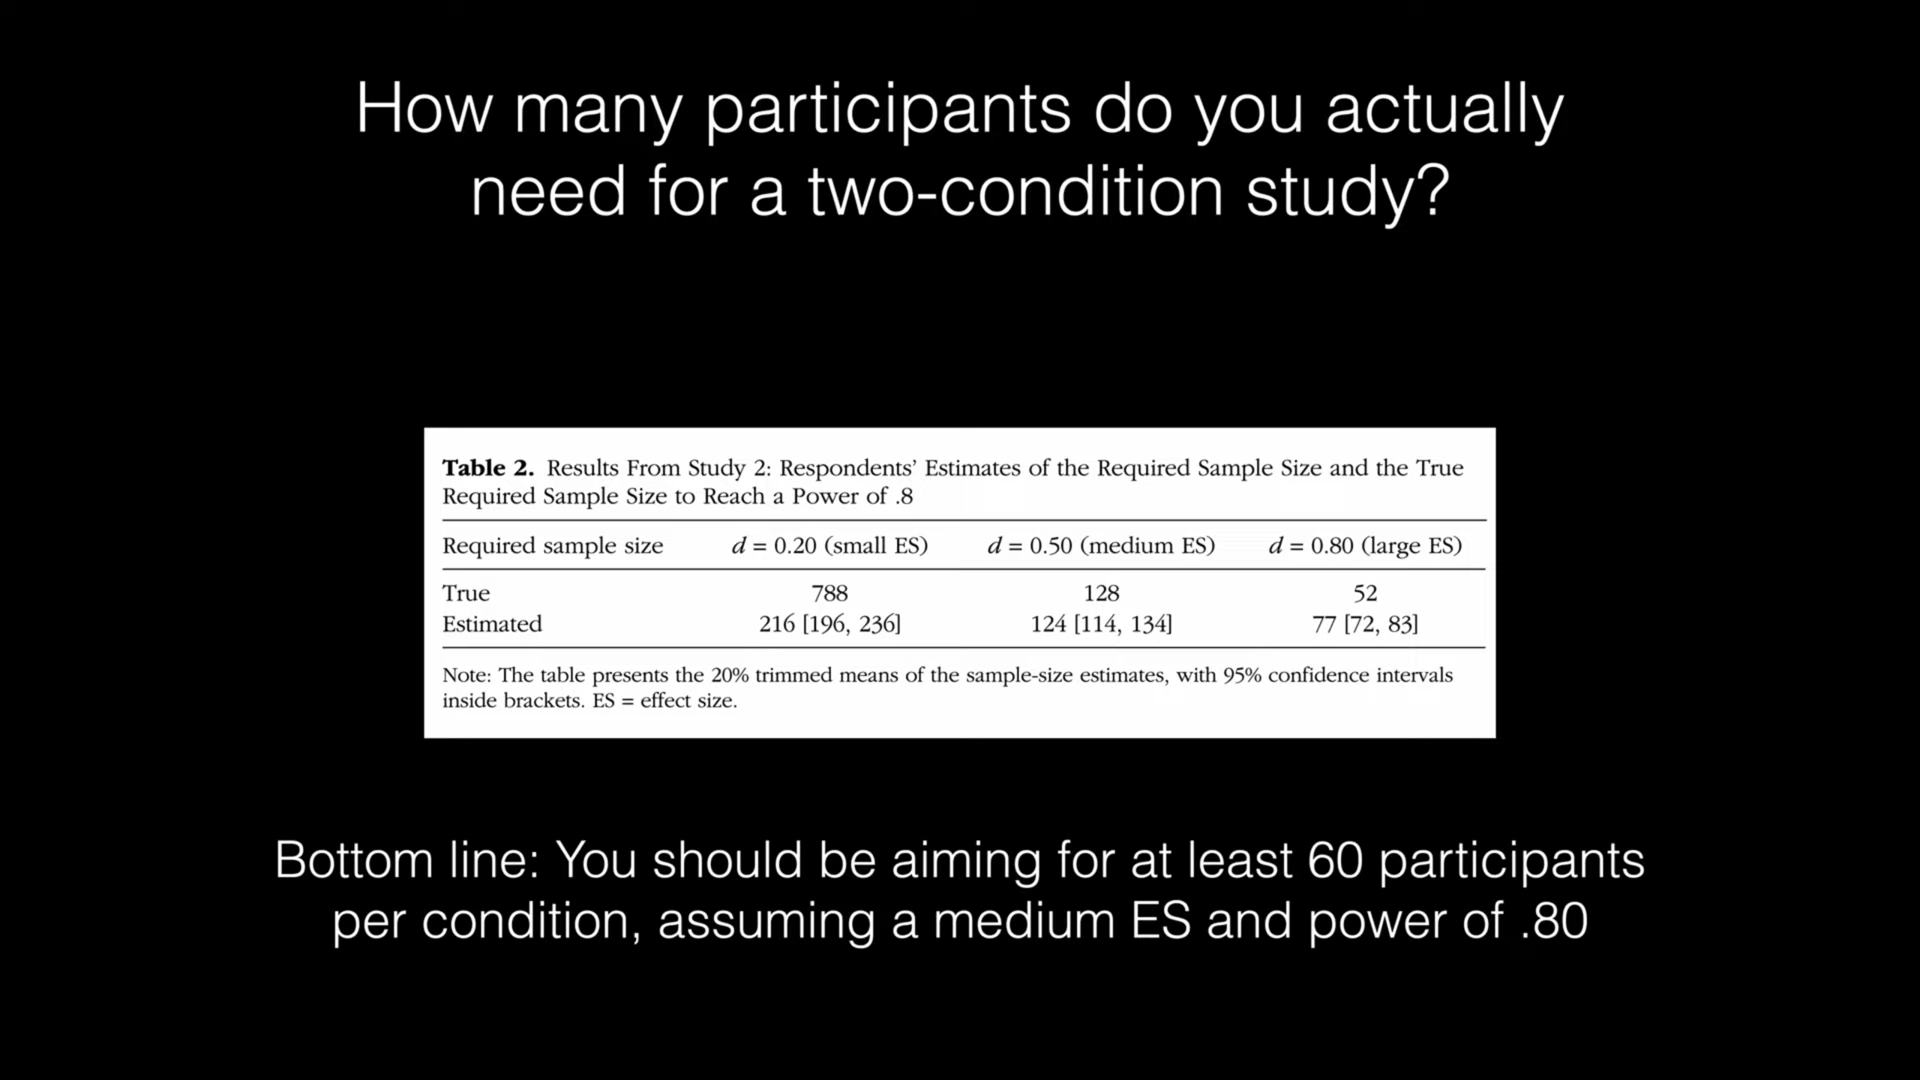 How many participants do you actually
need for a two-condition study?
Table 2. Results From Study 2: Respondents’ Estimates of the Required Sample Size and the True
Required Sample Size to Reach a Power of .8
Required sample size d = 0.20 (small ES) d = 0.50 (medium ES) d = 0.80 (large ES)
True 788 128 52
Estimated 216 [196, 236] 124 [114, 134] 77 [72, 83]
Note: The table presents the 20% trimmed means of the sample-size estimates, with 95% confidence intervals
inside brackets. ES = effect size.
Bottom line: You should be aiming for at least 60 participants
per condition, assuming a medium ES and power of .80